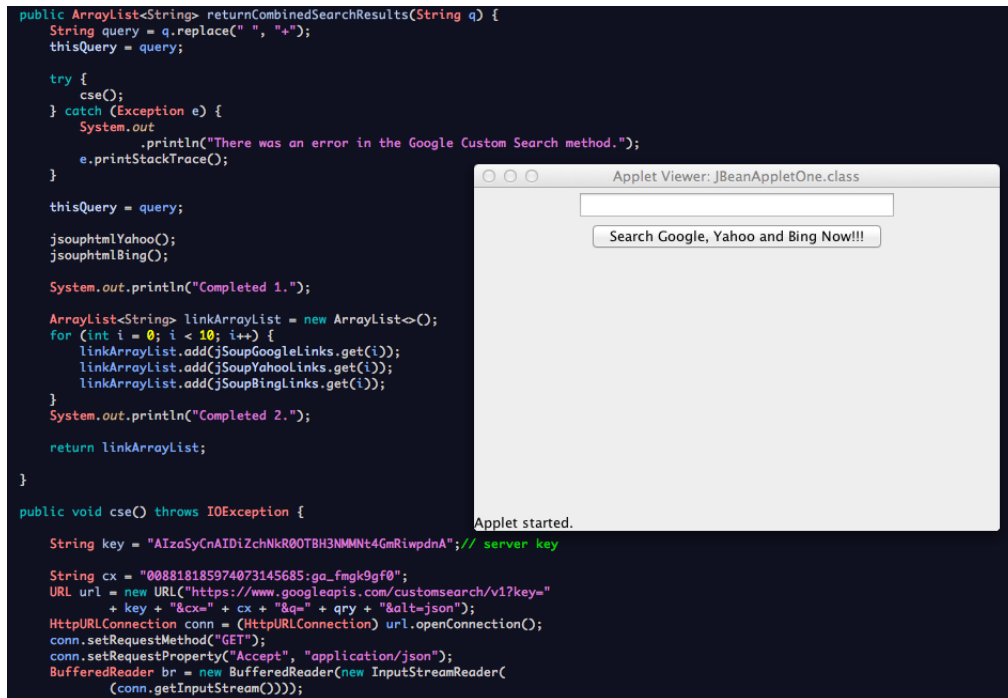 public ArrayList<String> returnCombinedSearchResults(String q) {
String query = q.replace(" ", "+");
thisQuery = query;
try {
cse();
} catch (Exception e) {
System.out
.println("There was an error in the Google Custom Search method.");
e.printStackTrace();
}
thisQuery = query;
jsouphtmlYahoo();
jsouphtmlBing();
System.out.println("Completed 1.");
ArrayList<String> linkArrayList = new ArrayList<>();
for (int i = 0; i < 10; i++) {
linkArrayList.add(jSoupGoogleLinks.get(i));
linkArrayList.add(jSoupYahooLinks.get(i));
linkArrayList.add(jSoupBingLinks.get(i));
}
System.out.println("Completed 2.");
return linkArrayList;
}
public void cse() throws IOException {
String key = "AIzaSyCnAIDiZchNkR0OTBH3NMMNt4GmRiwpdnA";// server key
String cx = "008818185974073145685:ga_fmgk9gf0";
URL url = new URL("https://www.googleapis.com/customsearch/v1?key="
+ key + "&cx=" + cx + "&q=" + qry + "&alt=json");
HttpURLConnection conn = (HttpURLConnection) url.openConnection();
conn.setRequestMethod("GET");
conn.setRequestProperty("Accept", "application/json");
BufferedReader br = new BufferedReader(new InputStreamReader(
(conn.getInputStream())));
Applet Viewer: JBeanAppletOne.class
Search Google, Yahoo and Bing Now!!!
Applet started.